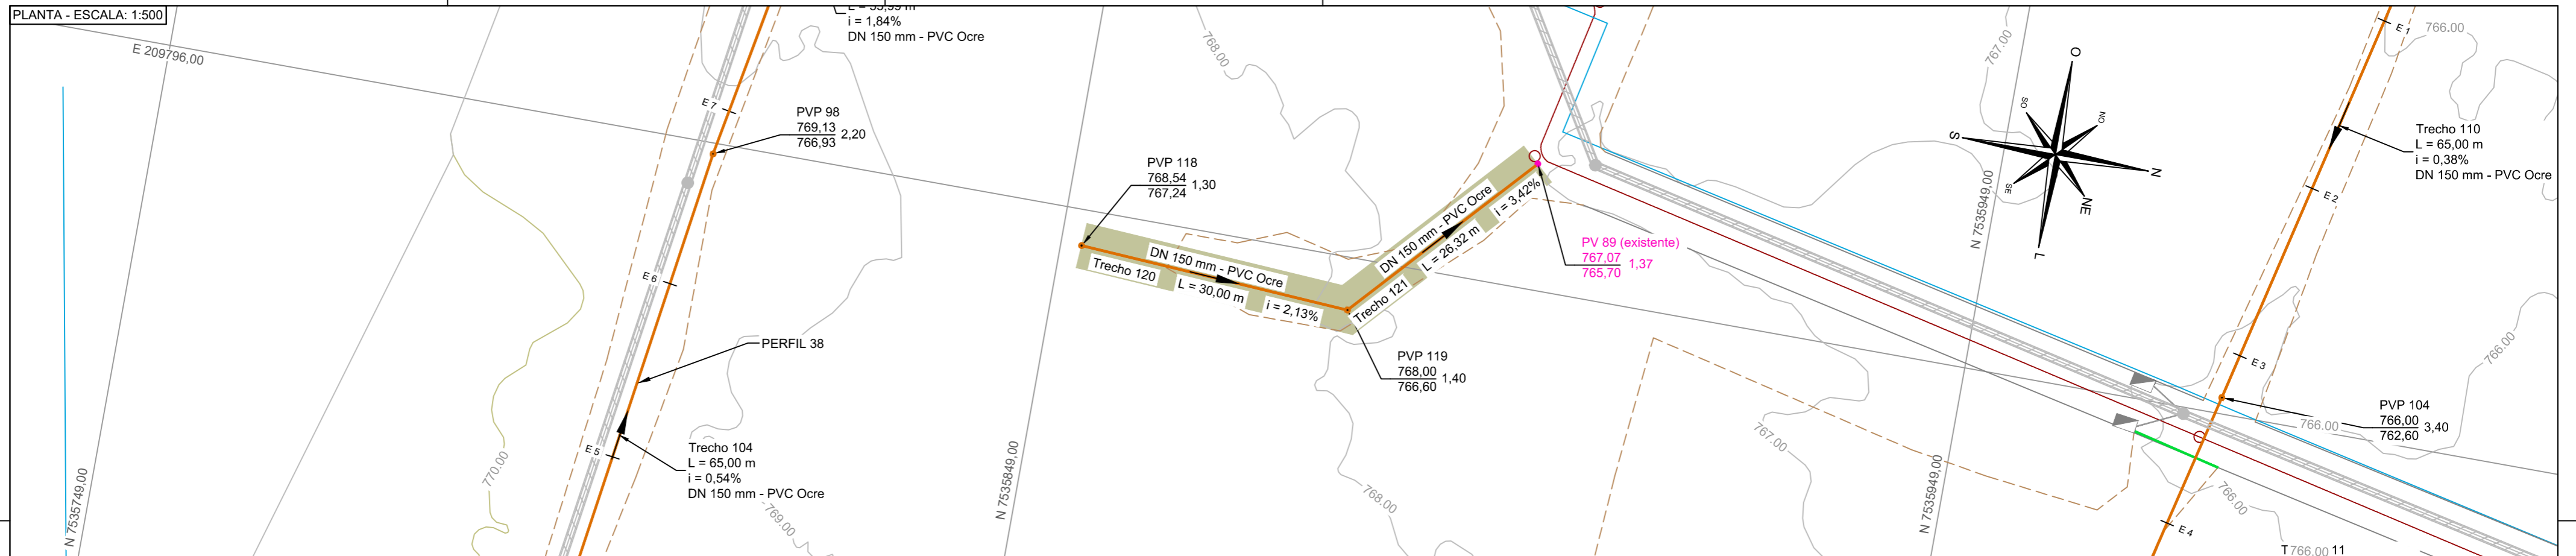 PLANTA - ESCALA: 1:500
E 209796,00
i = 1,84%
DN 150 mm - PVC Ocre
E 7
PVP 98
769,13
766,93
2,20
E 6
PERFIL 38
E 5
Trecho 104
L = 65,00 m
i = 0,54%
DN 150 mm - PVC Ocre
N 7535749,00
770.00
769.00
768.00
N 7535849,00
PVP 118
768,54
767,24
1,30
DN 150 mm - PVC Ocre
Trecho 120
L = 30,00 m
i = 2,13%
DN 150 mm - PVC Ocre
i = 3,42%
L = 26,32 m
Trecho 121
PVP 119
768,00
766,60
1,40
768.00
PV 89 (existente)
767,07
765,70
1,37
767.00
767.00
N 7535949,00
N 7535949,00
O
NO
N
NE
L
SE
S
SO
E 1
766.00
Trecho 110
L = 65,00 m
i = 0,38%
DN 150 mm - PVC Ocre
E 2
E 3
766.00
PVP 104
766,00
762,60
3,40
766.00
766.00
E 4
766.00
11